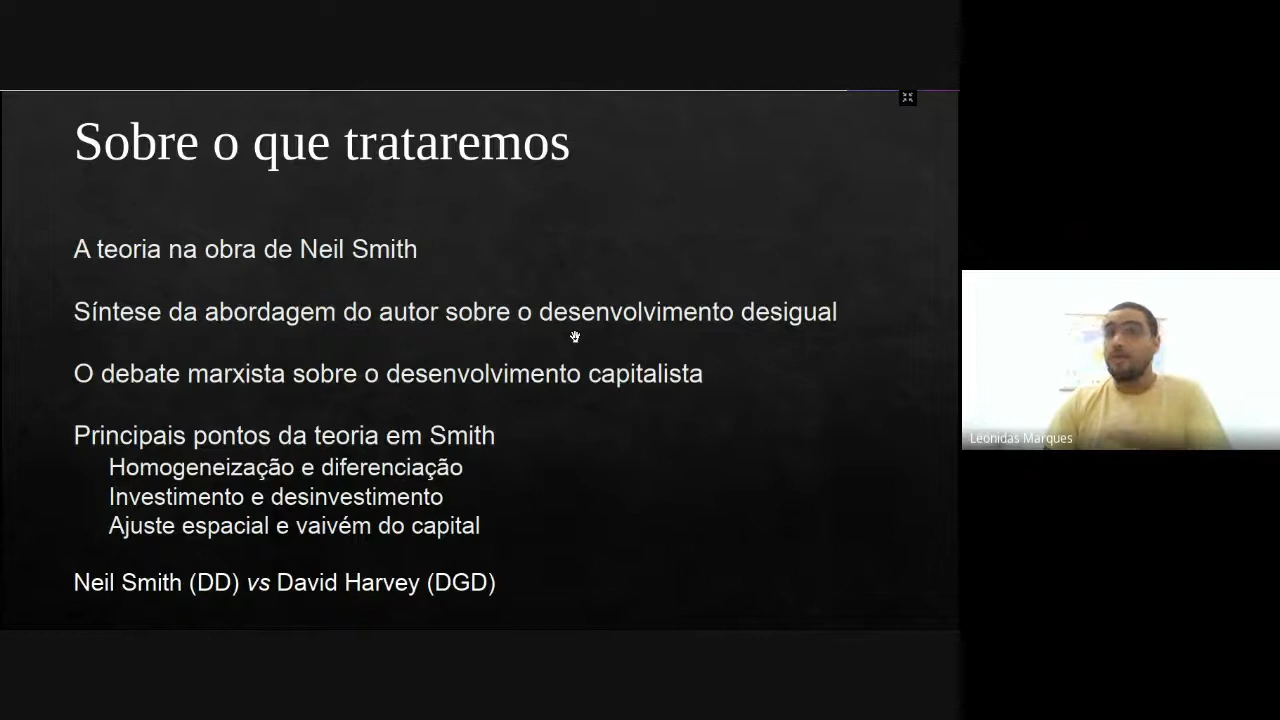 Sobre o que trataremos
A teoria na obra de Neil Smith
Síntese da abordagem do autor sobre o desenvolvimento desigual
O debate marxista sobre o desenvolvimento capitalista
Principais pontos da teoria em Smith
Homogeneização e diferenciação
Investimento e desinvestimento
Ajuste espacial e vaivém do capital
Neil Smith (DD) vs David Harvey (DGD)
Leonidas Marques